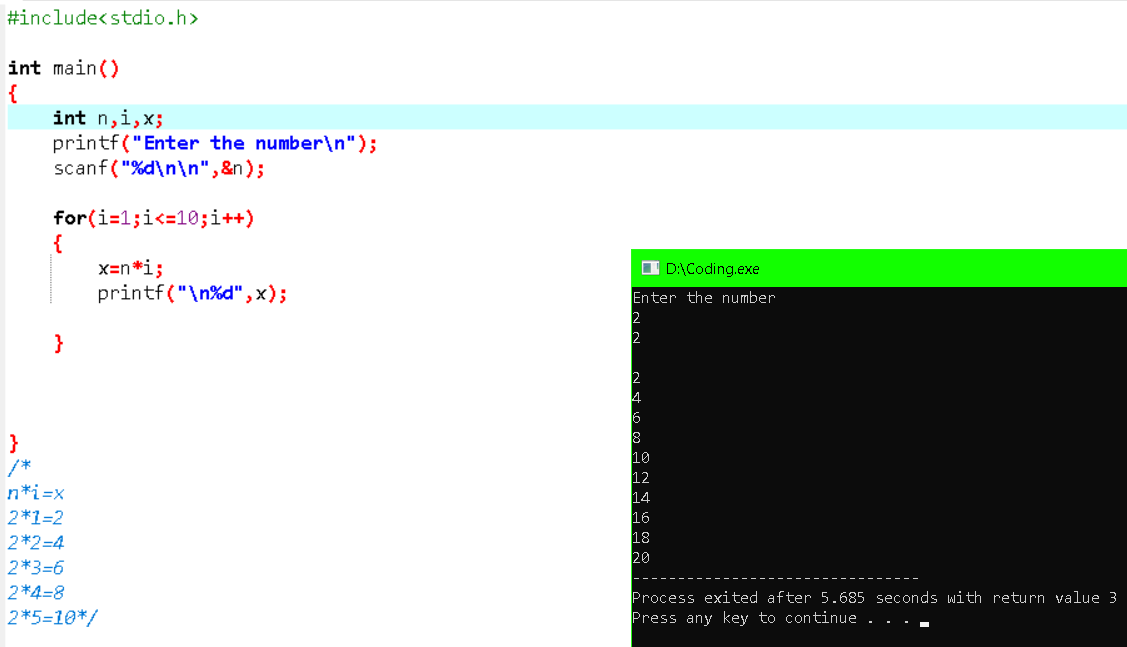 #include<stdio.h>
int main()
{
int n,i,x;
printf("Enter the number\n");
scanf("%d\n\n",&n);
for(i=1;i<=10;i++)
{
x=n*i;
printf("\n%d",x);
}
}
/*
n*i=x
2*1=2
2*2=4
2*3=6
2*4=8
2*5=10*/
D:\Coding.exe
Enter the number
2
2
2
4
6
8
10
12
14
16
18
20
--------------------------------
Process exited after 5.685 seconds with return value 3
Press any key to continue . . .